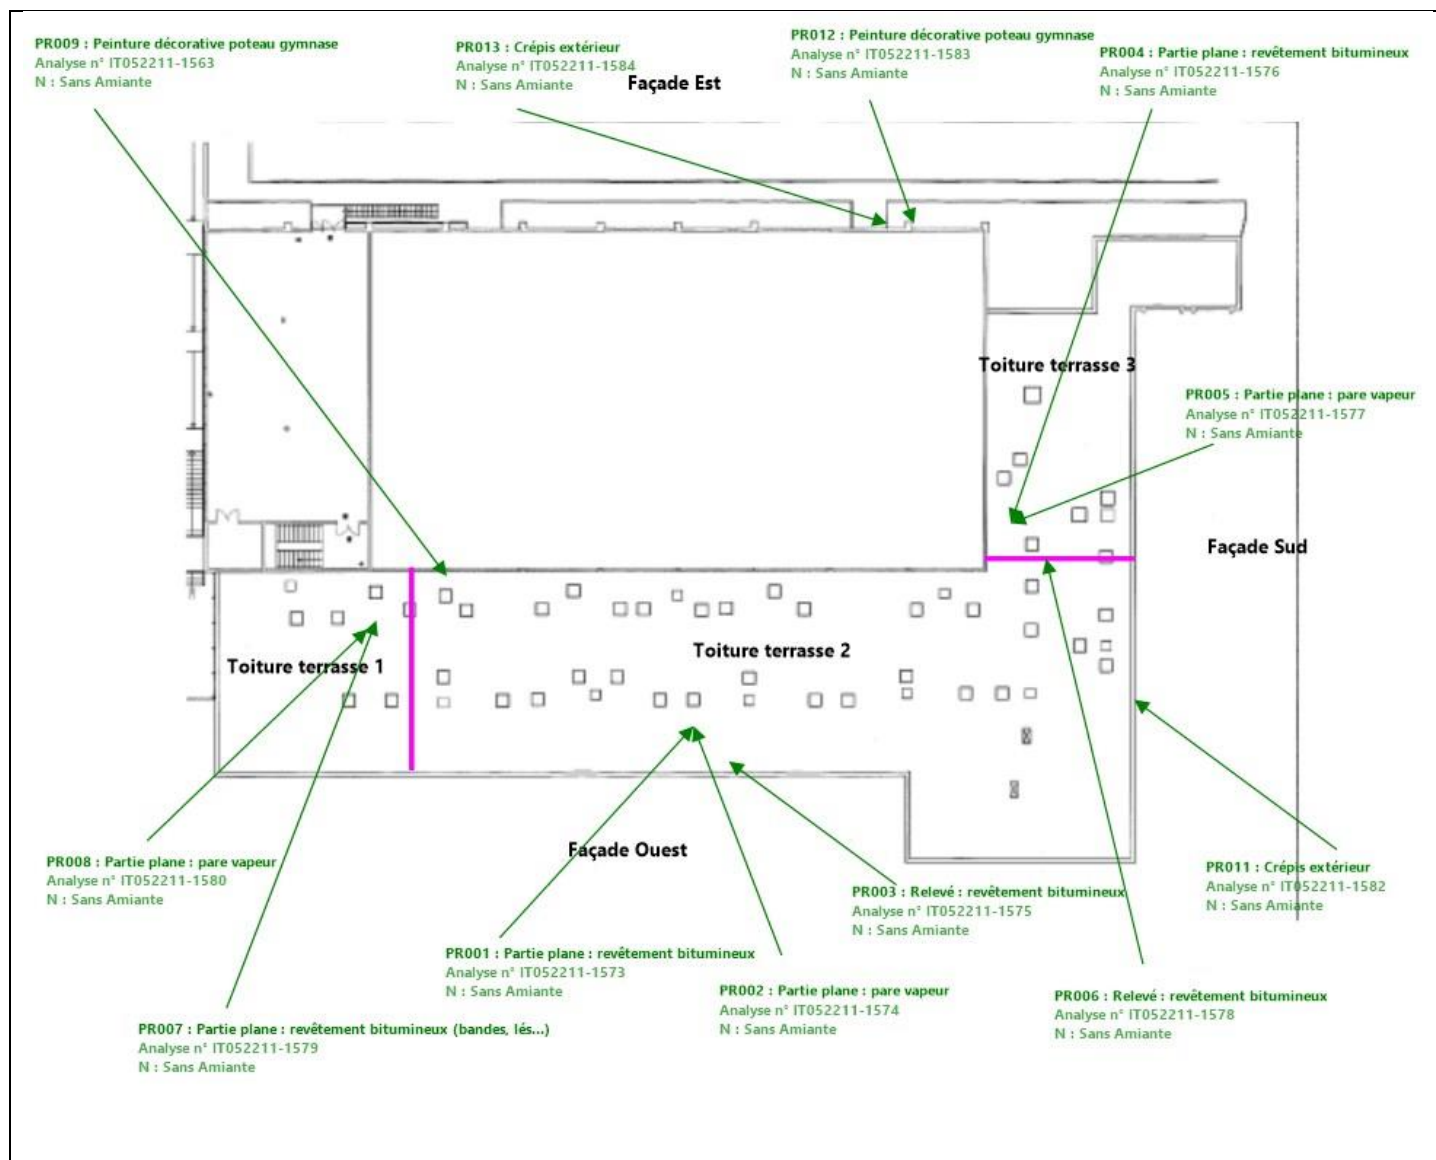 PR009 : Peinture décorative poteau gymnase
Analyse n° IT052211-1563
N : Sans Amiante
PR013 : Crépis extérieur
Analyse n° IT052211-1584
N : Sans Amiante
Façade Est
PR012 : Peinture décorative poteau gymnase
Analyse n° IT052211-1583
N : Sans Amiante
PR004 : Partie plane : revêtement bitumineux
Analyse n° IT052211-1576
N : Sans Amiante
Toiture terrasse 3
PR005 : Partie plane : pare vapeur
Analyse n° IT052211-1577
N : Sans Amiante
Façade Sud
Toiture terrasse 1
Toiture terrasse 2
Façade Ouest
PR008 : Partie plane : pare vapeur
Analyse n° IT052211-1580
N : Sans Amiante
PR011 : Crépis extérieur
Analyse n° IT052211-1582
N : Sans Amiante
PR003 : Relevé : revêtement bitumineux
Analyse n° IT052211-1575
N : Sans Amiante
PR001 : Partie plane : revêtement bitumineux
Analyse n° IT052211-1573
N : Sans Amiante
PR002 : Partie plane : pare vapeur
Analyse n° IT052211-1574
N : Sans Amiante
PR006 : Relevé : revêtement bitumineux
Analyse n° IT052211-1578
N : Sans Amiante
PR007 : Partie plane : revêtement bitumineux (bandes, lés...)
Analyse n° IT052211-1579
N : Sans Amiante